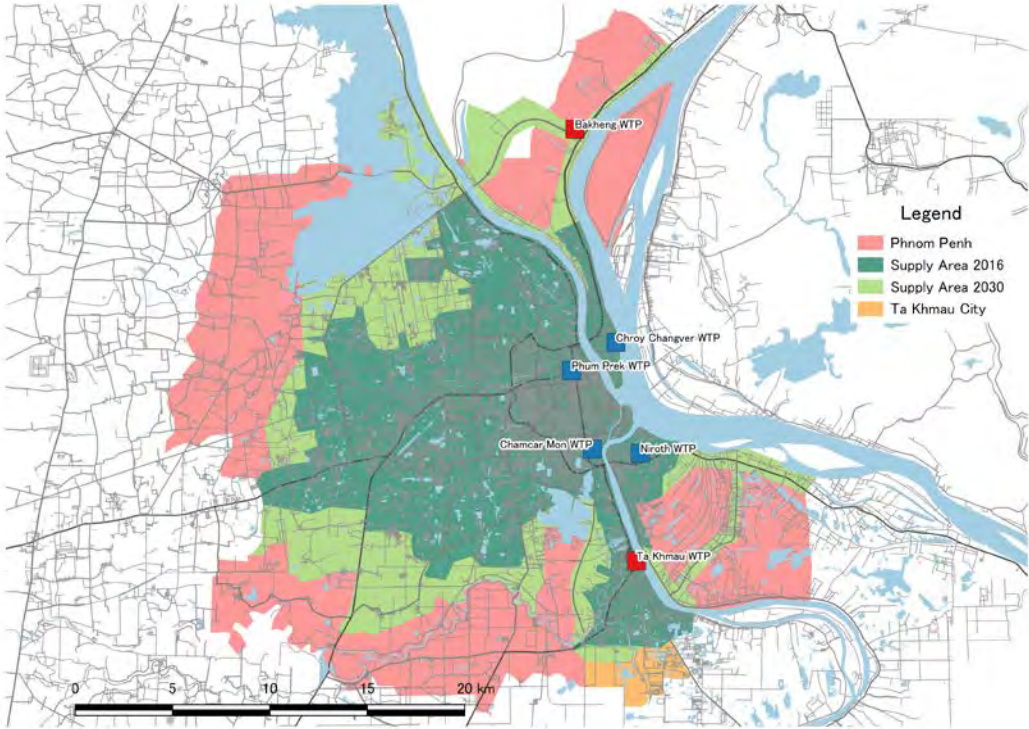 Bakheng WTP
Legend
Phnom Penh
Supply Area 2016
Supply Area 2030
Ta Khmau City
Chroy Changver WTP
Phum Prek WTP
Chamcar Mon WTP
Niroth WTP
Ta Khmau WTP
0 5 10 15 20 km